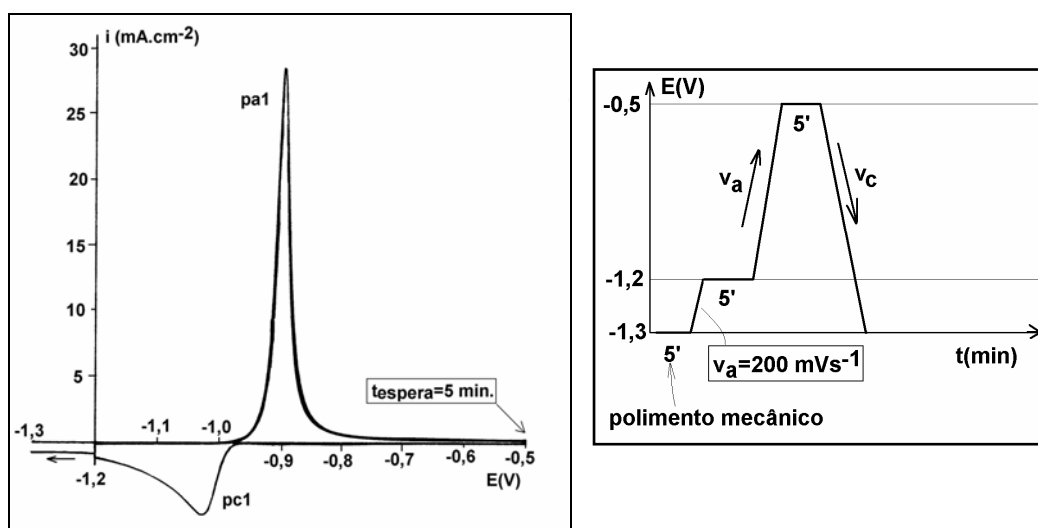 i (mA.cm-2)
30
25
20
15
10
5
pa1
tespera=5 min.
-1,3
-1,1
-1,0
-1,2
-0,9
-0,8
-0,7
-0,6
-0,5
E(V)
pc1
E(V)
-0,5
5'
va
vc
-1,2
5'
-1,3
t(min)
5'
va=200 mVs-1
polimento mecânico